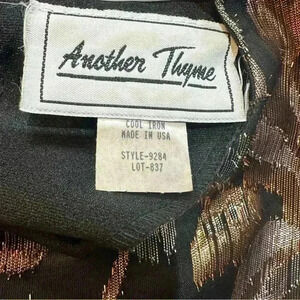 Another Thyme
COOL IRON
MADE IN USA
STYLE-9284
LOT-837